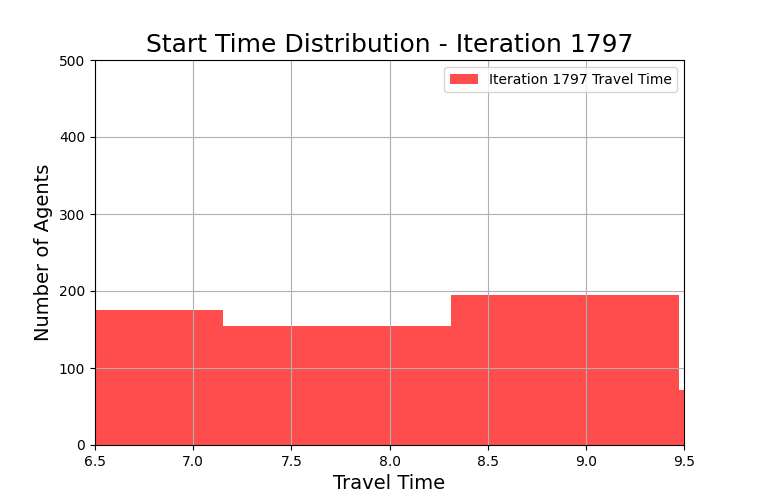 Start Time Distribution - Iteration 1797
Iteration 1797 Travel Time
Number of Agents
500
400
300
200
100
0
6.5 7.0 7.5 8.0 8.5 9.0 9.5
Travel Time